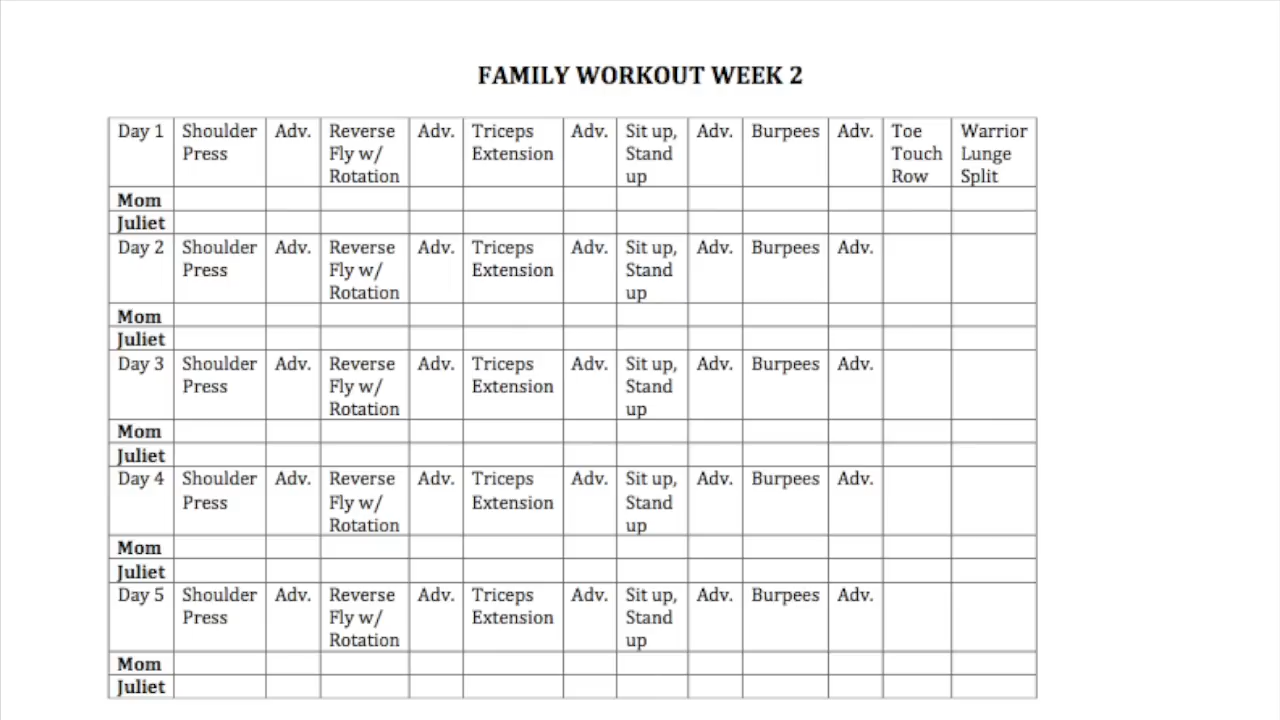 FAMILY WORKOUT WEEK 2
Day 1 Shoulder Adv. Reverse Adv. Triceps Adv. Sit up, Adv. Burpees Adv. Toe Warrior
Press Fly w/ Extension Stand Touch Lunge
Rotation up Row Split
Mom
Juliet
Day 2 Shoulder Adv. Reverse Adv. Triceps Adv. Sit up, Adv. Burpees Adv.
Press Fly w/ Extension Stand
Rotation up
Mom
Juliet
Day 3 Shoulder Adv. Reverse Adv. Triceps Adv. Sit up, Adv. Burpees Adv.
Press Fly w/ Extension Stand
Rotation up
Mom
Juliet
Day 4 Shoulder Adv. Reverse Adv. Triceps Adv. Sit up, Adv. Burpees Adv.
Press Fly w/ Extension Stand
Rotation up
Mom
Juliet
Day 5 Shoulder Adv. Reverse Adv. Triceps Adv. Sit up, Adv. Burpees Adv.
Press Fly w/ Extension Stand
Rotation up
Mom
Juliet